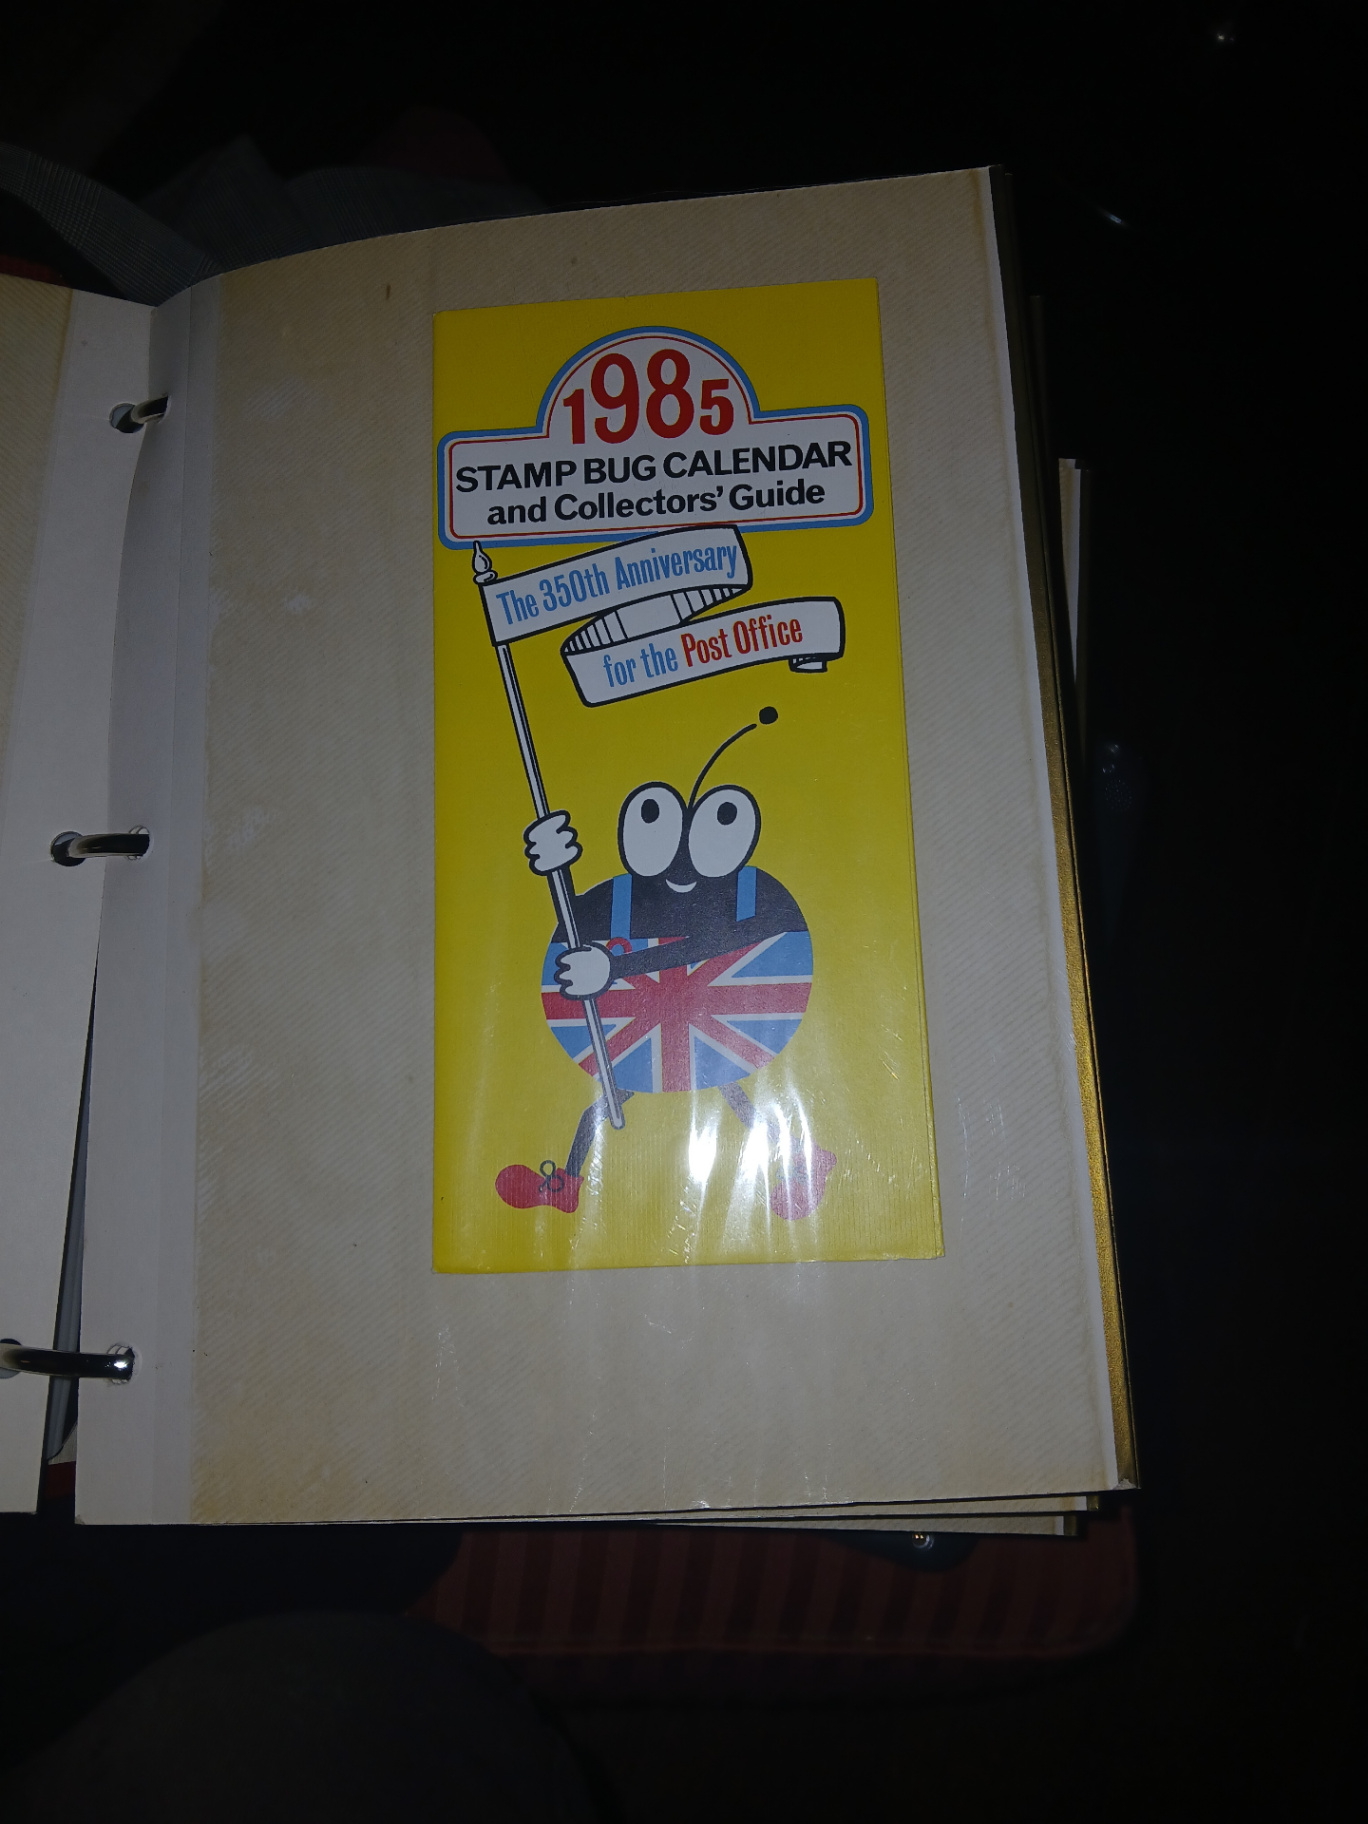 1985
STAMP BUG CALENDAR
and Collectors' Guide
The 350th Anniversary
for the Post Office